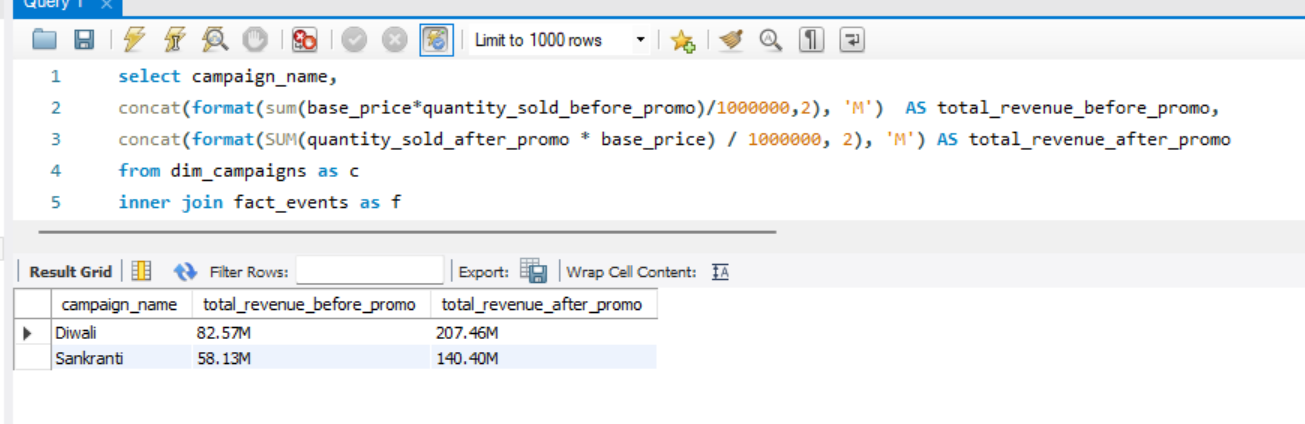 Query 1 ×
Limit to 1000 rows
1 select campaign_name,
2 concat(format(sum(base_price*quantity_sold_before_promo)/1000000,2), 'M')  AS total_revenue_before_promo,
3 concat(format(SUM(quantity_sold_after_promo * base_price) / 1000000, 2), 'M') AS total_revenue_after_promo
4 from dim_campaigns as c
5 inner join fact_events as f
Result Grid Filter Rows: Export: Wrap Cell Content:
campaign_name total_revenue_before_promo total_revenue_after_promo
Diwali 82.57M 207.46M
Sankranti 58.13M 140.40M